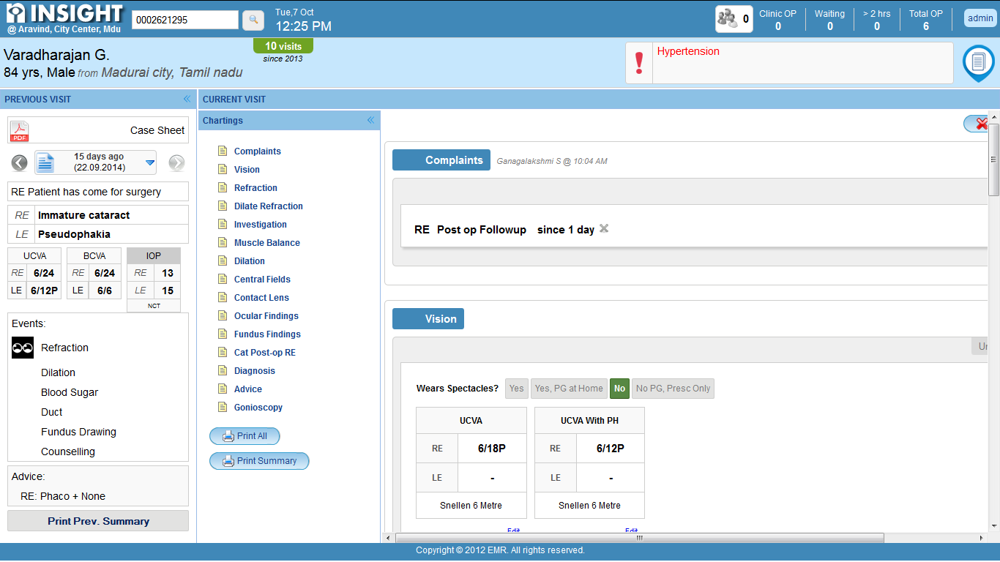 INSIGHT
@ Aravind, City Center, Mdu
0002621295
Tue,7 Oct
12:25 PM
0
Clinic OP
0
Waiting
0
> 2 hrs
0
Total OP
6
admin
Varadharajan G.
84 yrs, Male from Madurai city, Tamil nadu
10 visits
since 2013
Hypertension
PREVIOUS VISIT
PDF
Case Sheet
15 days ago
(22.09.2014)
RE Patient has come for surgery
RE Immature cataract
LE Pseudophakia
UCVA
RE 6/24
LE 6/12P
BCVA
RE 6/24
LE 6/6
IOP
RE 13
LE 15
NCT
Events:
Refraction
Dilation
Blood Sugar
Duct
Fundus Drawing
Counselling
Advice:
RE: Phaco + None
Print Prev. Summary
CURRENT VISIT
Chartings
Complaints
Vision
Refraction
Dilate Refraction
Investigation
Muscle Balance
Dilation
Central Fields
Contact Lens
Ocular Findings
Fundus Findings
Cat Post-op RE
Diagnosis
Advice
Gonioscopy
Print All
Print Summary
Complaints
Ganagalakshmi S @ 10:04 AM
RE Post op Followup since 1 day
Vision
Wears Spectacles? Yes Yes, PG at Home No No PG, Presc Only
UCVA
RE 6/18P
LE -
Snellen 6 Metre
Edit
UCVA With PH
RE 6/12P
LE -
Snellen 6 Metre
Edit
Copyright © 2012 EMR. All rights reserved.